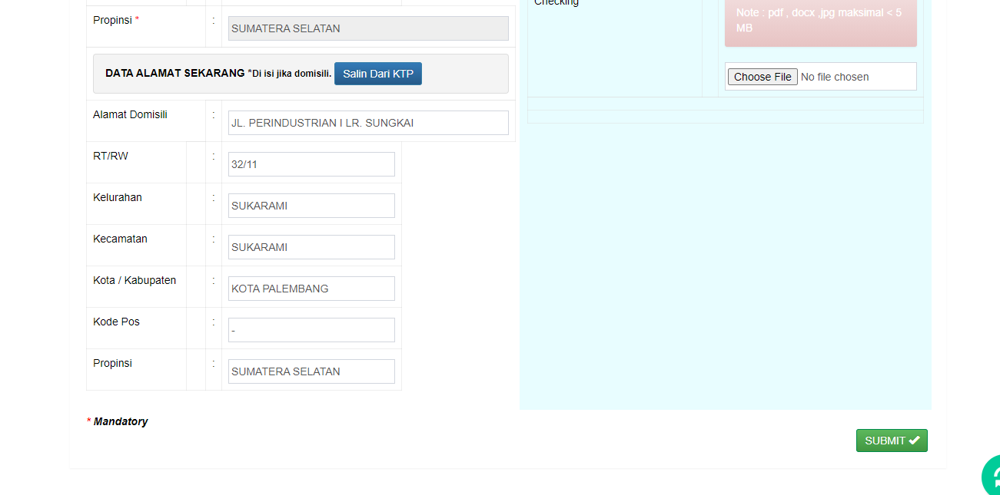 Propinsi * : SUMATERA SELATAN
DATA ALAMAT SEKARANG *Di isi jika domisili. Salin Dari KTP
Alamat Domisili : JL. PERINDUSTRIAN I LR. SUNGKAI
RT/RW : 32/11
Kelurahan : SUKARAMI
Kecamatan : SUKARAMI
Kota / Kabupaten : KOTA PALEMBANG
Kode Pos : -
Propinsi : SUMATERA SELATAN
* Mandatory
Checking
Note : pdf , docx ,jpg maksimal < 5
MB
Choose File No file chosen
SUBMIT